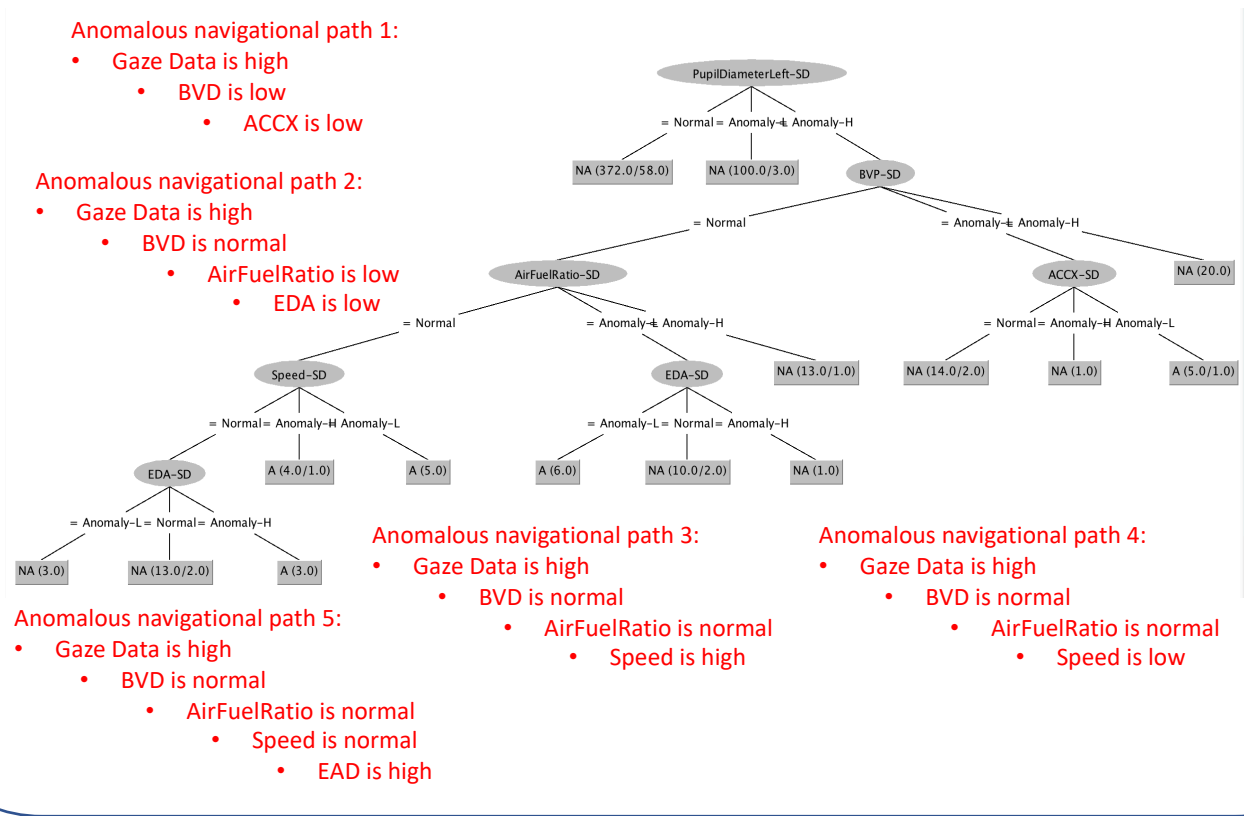 Anomalous navigational path 1:
• Gaze Data is high
• BVD is low
• ACCX is low
Anomalous navigational path 2:
• Gaze Data is high
• BVD is normal
• AirFuelRatio is low
• EDA is low
PupilDiameterLeft-SD
= Normal = Anomaly-L = Anomaly-H
NA (372.0/58.0) NA (100.0/3.0) BVP-SD
= Normal = Anomaly-L = Anomaly-H
AirFuelRatio-SD ACCX-SD NA (20.0)
= Normal = Anomaly-L = Anomaly-H = Normal = Anomaly-H = Anomaly-L
Speed-SD EDA-SD NA (13.0/1.0) NA (14.0/2.0) NA (1.0) A (5.0/1.0)
= Normal = Anomaly-H = Anomaly-L = Anomaly-L = Normal = Anomaly-H
EDA-SD A (4.0/1.0) A (5.0) A (6.0) NA (10.0/2.0) NA (1.0)
= Anomaly-L = Normal = Anomaly-H
NA (3.0) NA (13.0/2.0) A (3.0)
Anomalous navigational path 3:
• Gaze Data is high
• BVD is normal
• AirFuelRatio is normal
• Speed is high
Anomalous navigational path 4:
• Gaze Data is high
• BVD is normal
• AirFuelRatio is normal
• Speed is low
Anomalous navigational path 5:
• Gaze Data is high
• BVD is normal
• AirFuelRatio is normal
• Speed is normal
• EAD is high